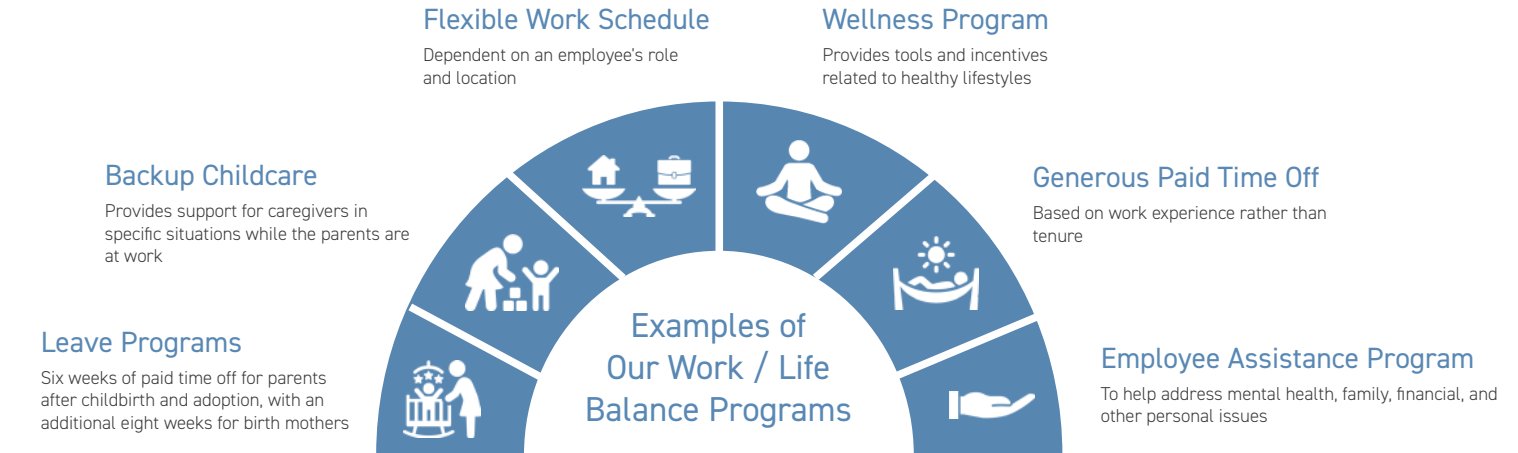 Flexible Work Schedule
Dependent on an employee's role
and location
Wellness Program
Provides tools and incentives
related to healthy lifestyles
Backup Childcare
Provides support for caregivers in
specific situations while the parents are
at work
Generous Paid Time Off
Based on work experience rather than
tenure
Leave Programs
Six weeks of paid time off for parents
after childbirth and adoption, with an
additional eight weeks for birth mothers
Examples of
Our Work / Life
Balance Programs
Employee Assistance Program
To help address mental health, family, financial, and
other personal issues